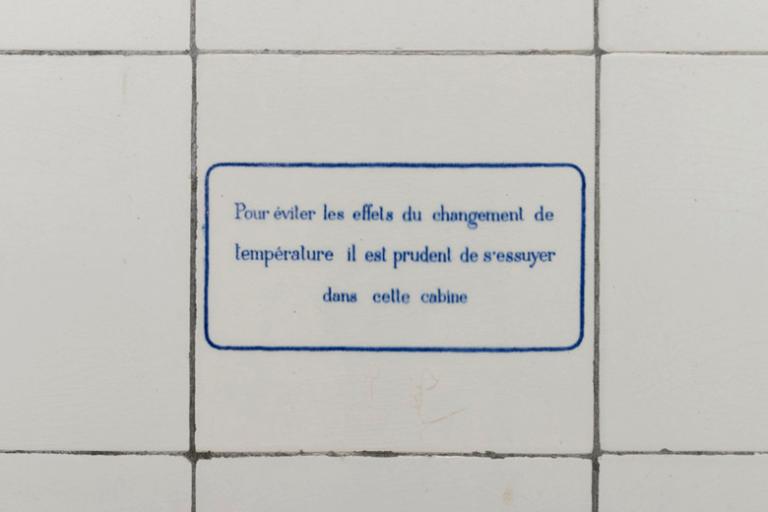 Pour éviter les effets du changement de
température il est prudent de s'essuyer
dans cette cabine